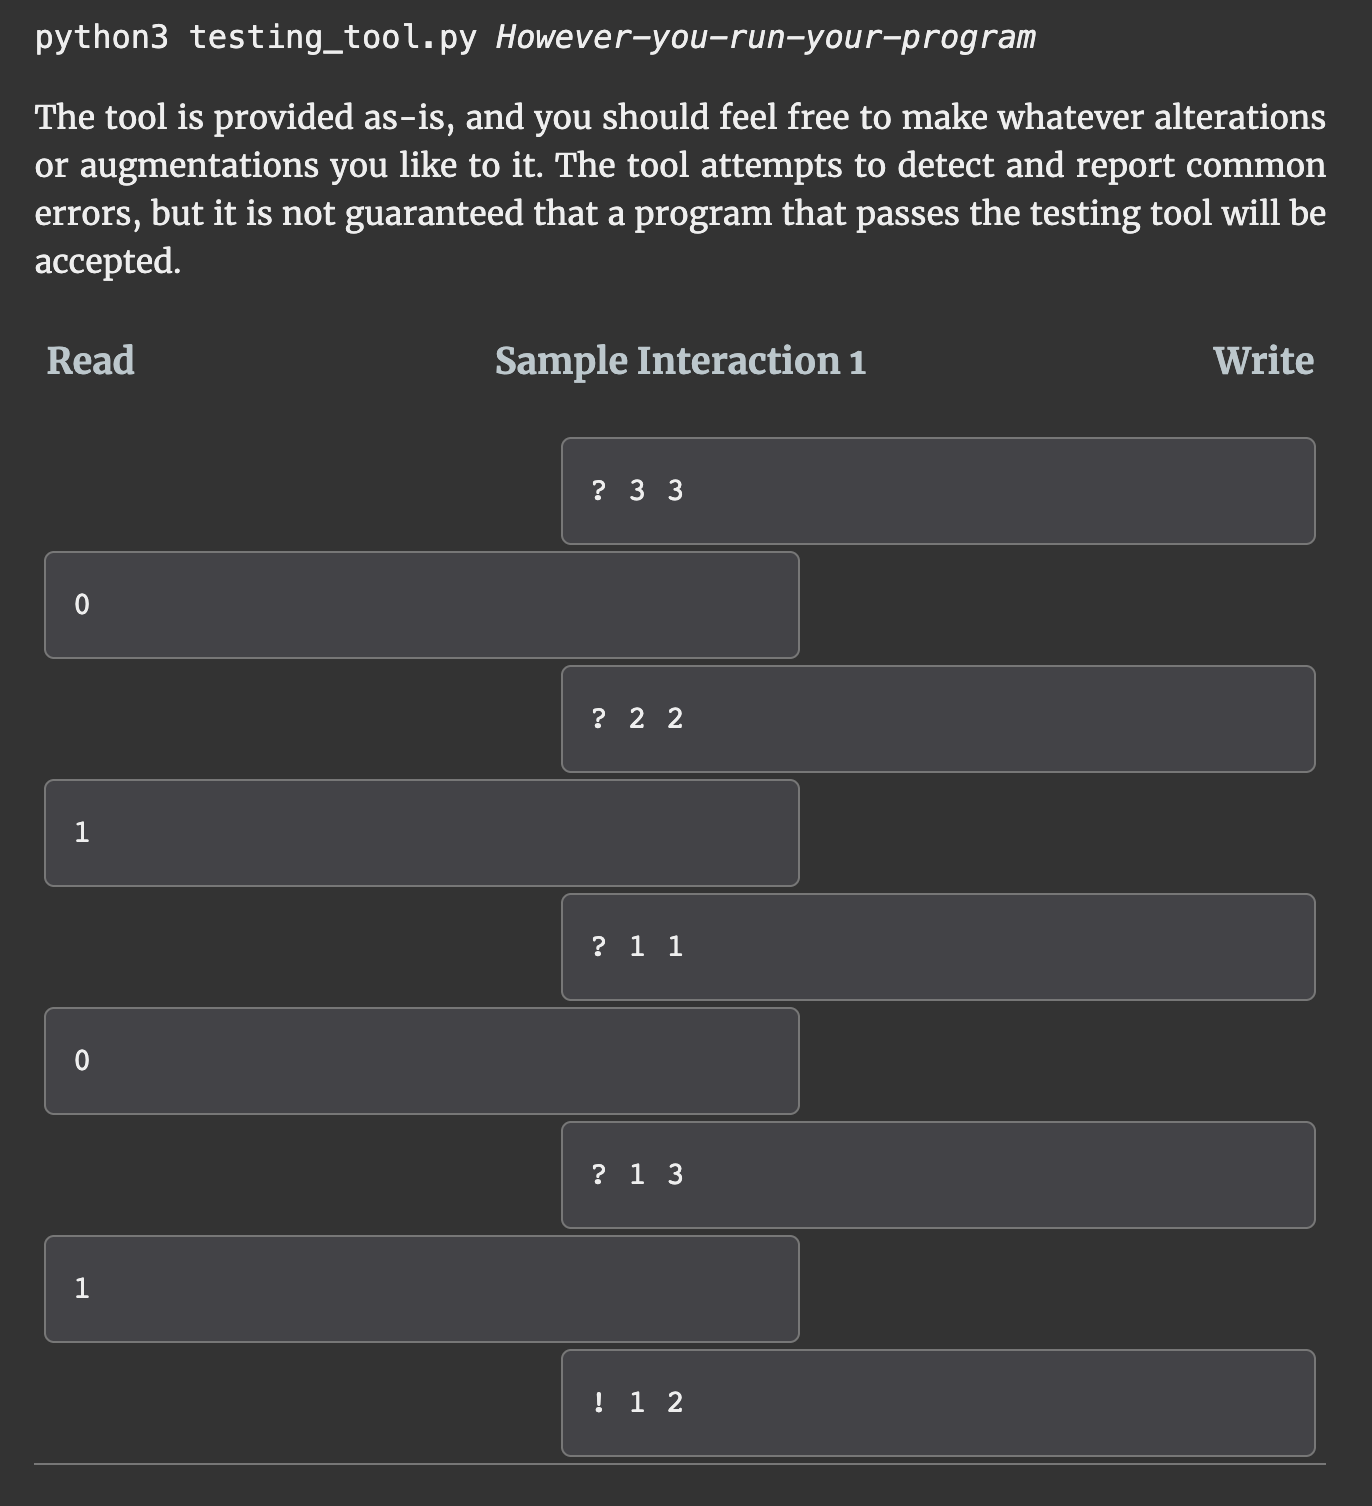 python3 testing_tool.py However-you-run-your-program
The tool is provided as-is, and you should feel free to make whatever alterations
or augmentations you like to it. The tool attempts to detect and report common
errors, but it is not guaranteed that a program that passes the testing tool will be
accepted.
Read Sample Interaction 1 Write
? 3 3
0
? 2 2
1
? 1 1
0
? 1 3
1
! 1 2